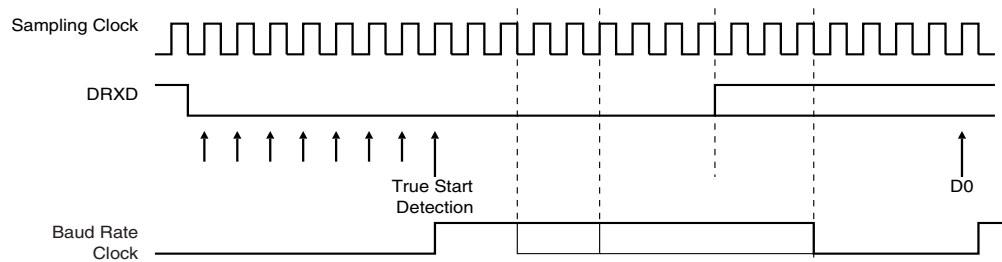 Sampling Clock
DRXD
True Start
Detection
D0
Baud Rate
Clock